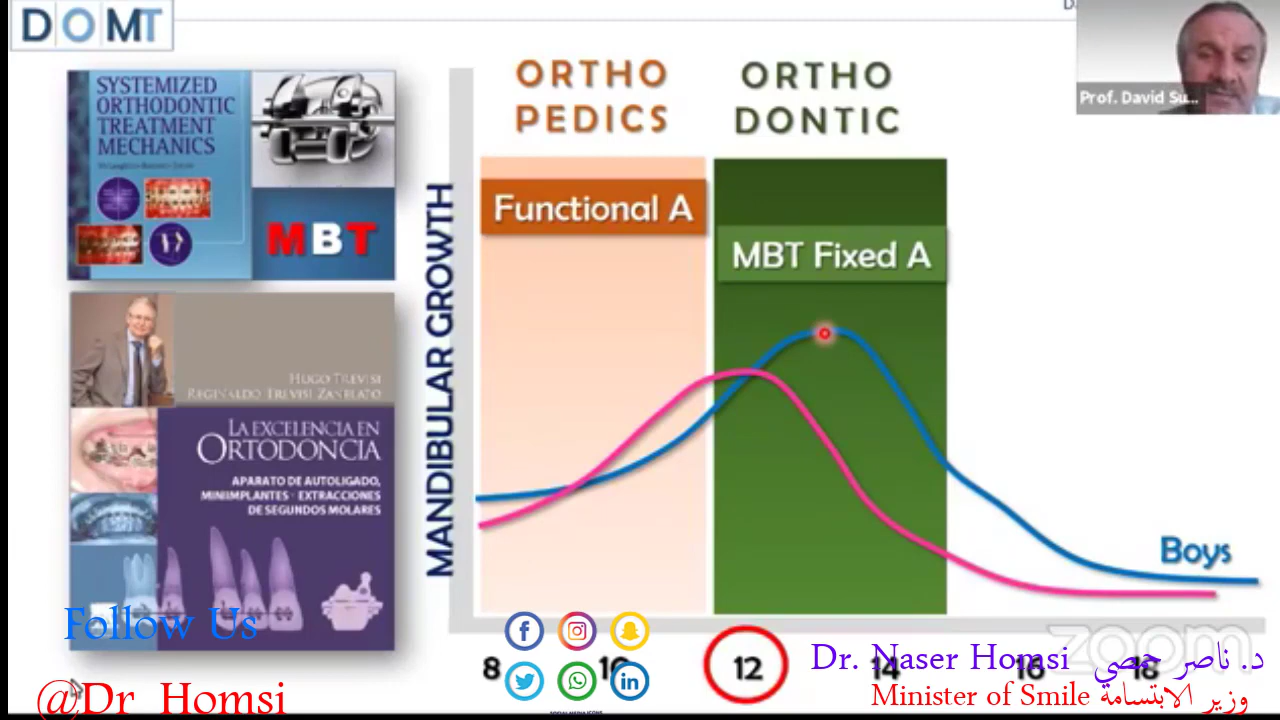 DOMT
Prof. David Su...
SYSTEMIZED
ORTHODONTIC
TREATMENT
MECHANICS
MBT
HUGO TREVISI
REGINALDO TREVISI ZANELATO
LA EXCELENCIA EN
ORTODONCIA
APARATO DE AUTOLIGADO,
MINIIMPLANTES · EXTRACCIONES
DE SEGUNDOS MOLARES
ORTHO
PEDICS
ORTHO
DONTIC
Functional A
MBT Fixed A
MANDIBULAR GROWTH
Boys
8 10 12 14 16 18
zoom
Follow Us
@Dr_Homsi
Dr. Naser Homsi د. ناصر حمصي
Minister of Smile وزير الابتسامة